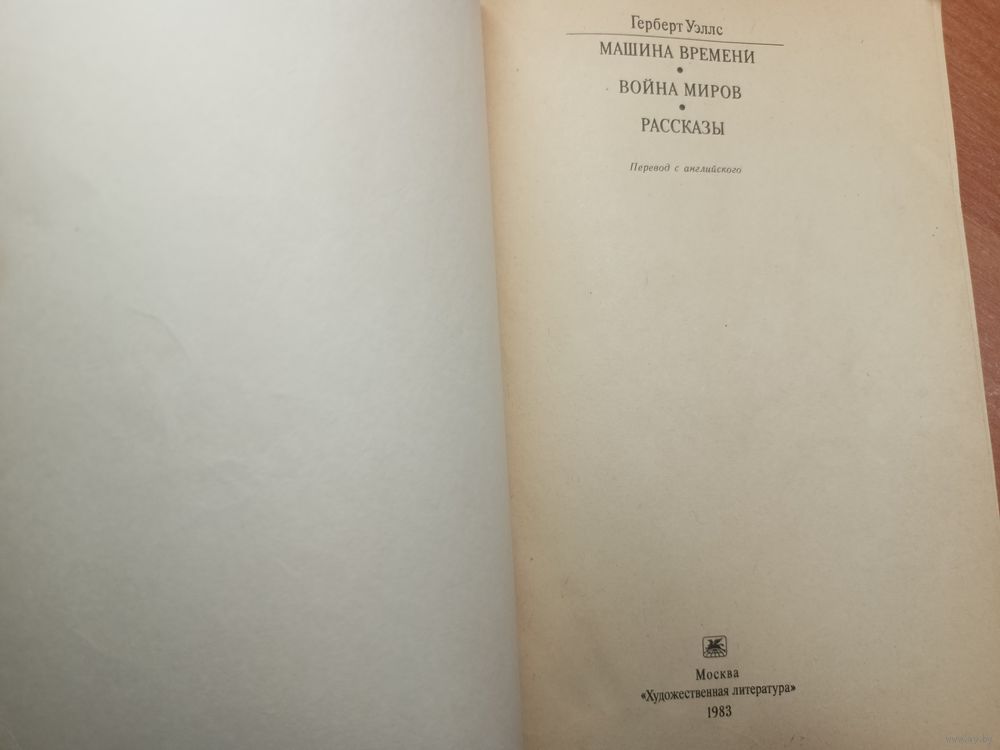 Герберт Уэллс
МАШИНА ВРЕМЕНИ
•
ВОЙНА МИРОВ
•
РАССКАЗЫ
Перевод с английского
Москва
«Художественная литература»
1983